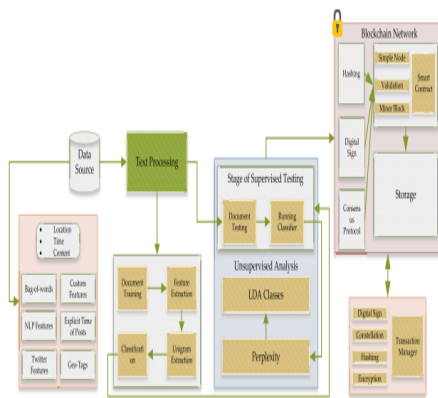 Blockchain Network
Hashing
Simple Node
Validation
Minor Block
Smart
Contract
Digital
Sign
Consens
us
Protocol
Storage
Data
Source
Text Processing
Stage of Supervised Testing
Document
Testing
Running
Classifier
Unsupervised Analysis
LDA Classes
Perplexity
Location
Time
Content
Bag-of-words
Custom
Features
NLP Features
Explicit Time
of Posts
Twitter
Features
Geo-Tags
Document
Training
Feature
Extraction
Classificati
on
Unigram
Extraction
Digital Sign
Constellation
Hashing
Encryption
Transaction
Manager